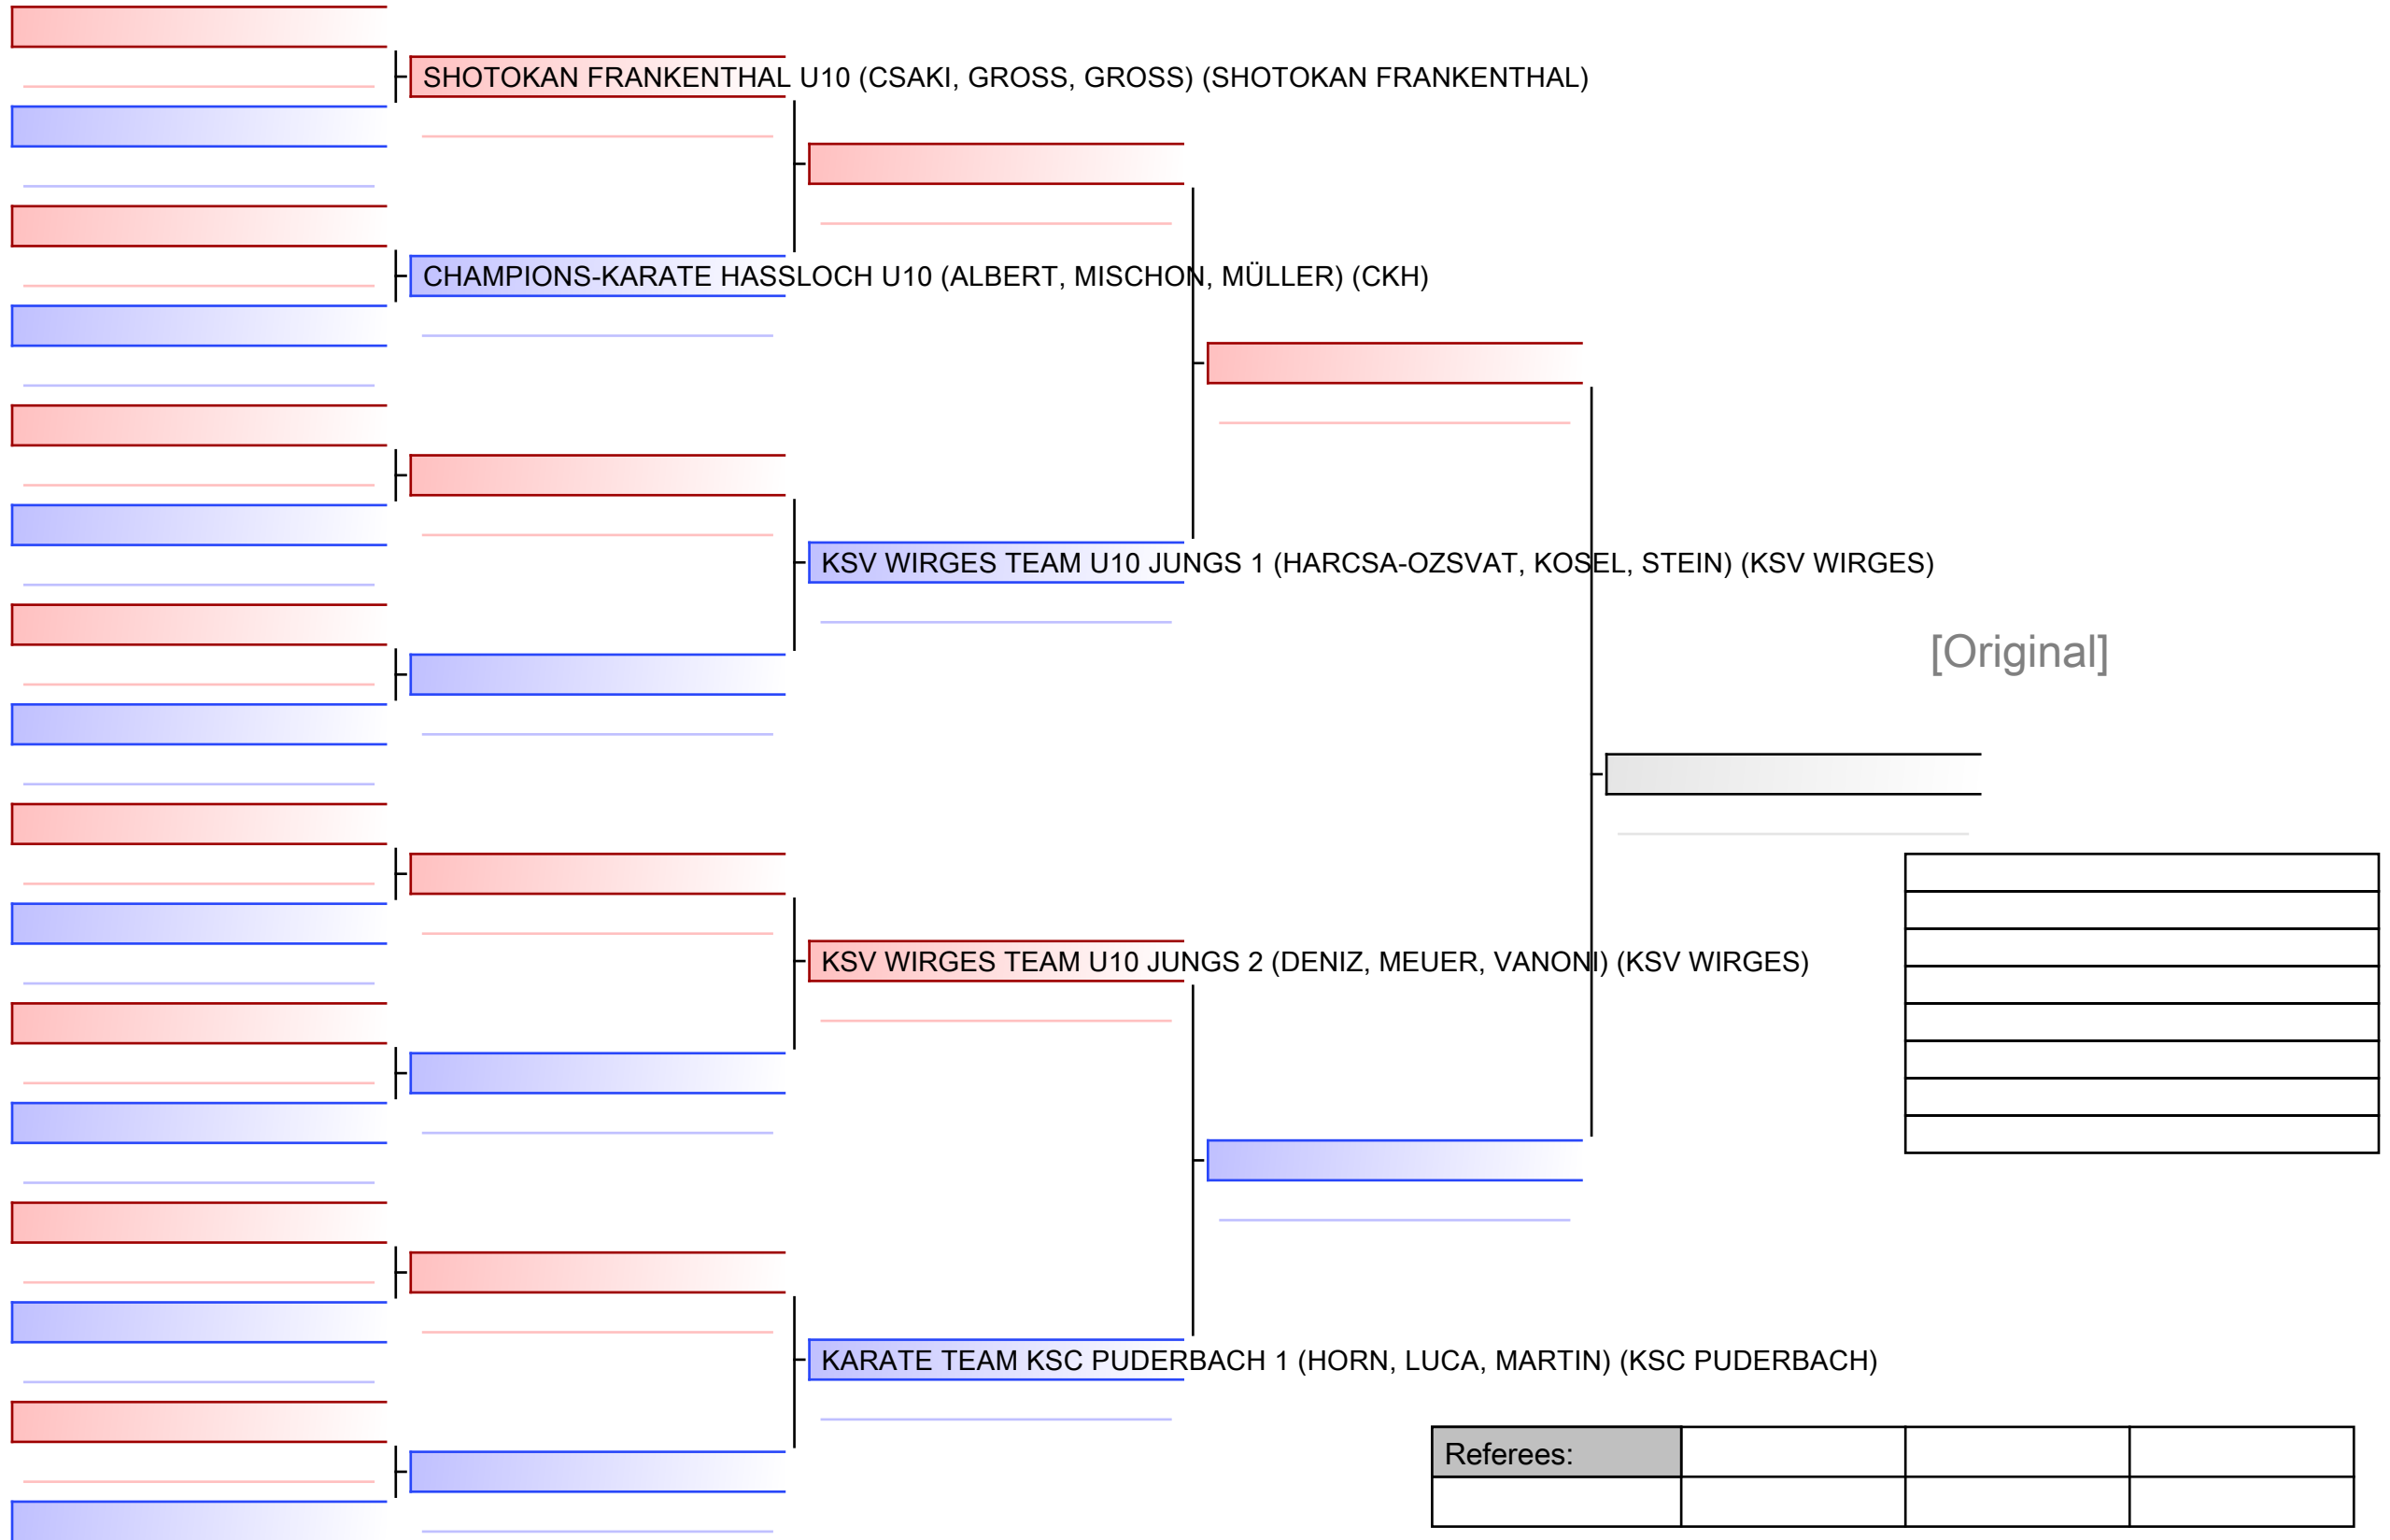 SHOTOKAN FRANKENTHAL U10 (CSAKI, GROSS, GROSS) (SHOTOKAN FRANKENTHAL)
CHAMPIONS-KARATE HASSLOCH U10 (ALBERT, MISCHON, MÜLLER) (CKH)
KSV WIRGES TEAM U10 JUNGS 1 (HARCSA-OZSVAT, KOSEL, STEIN) (KSV WIRGES)
[Original]
KSV WIRGES TEAM U10 JUNGS 2 (DENIZ, MEUER, VANONI) (KSV WIRGES)
KARATE TEAM KSC PUDERBACH 1 (HORN, LUCA, MARTIN) (KSC PUDERBACH)
Referees: